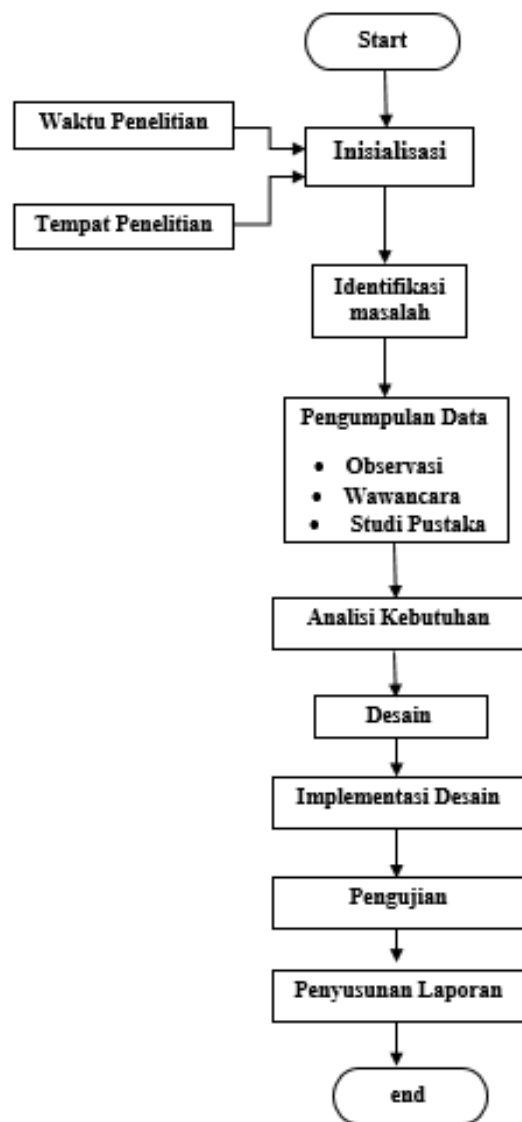 Start
Waktu Penelitian
Inisialisasi
Tempat Penelitian
Identifikasi
masalah
Pengumpulan Data
• Observasi
• Wawancara
• Studi Pustaka
Analisi Kebutuhan
Desain
Implementasi Desain
Pengujian
Penyusunan Laporan
end